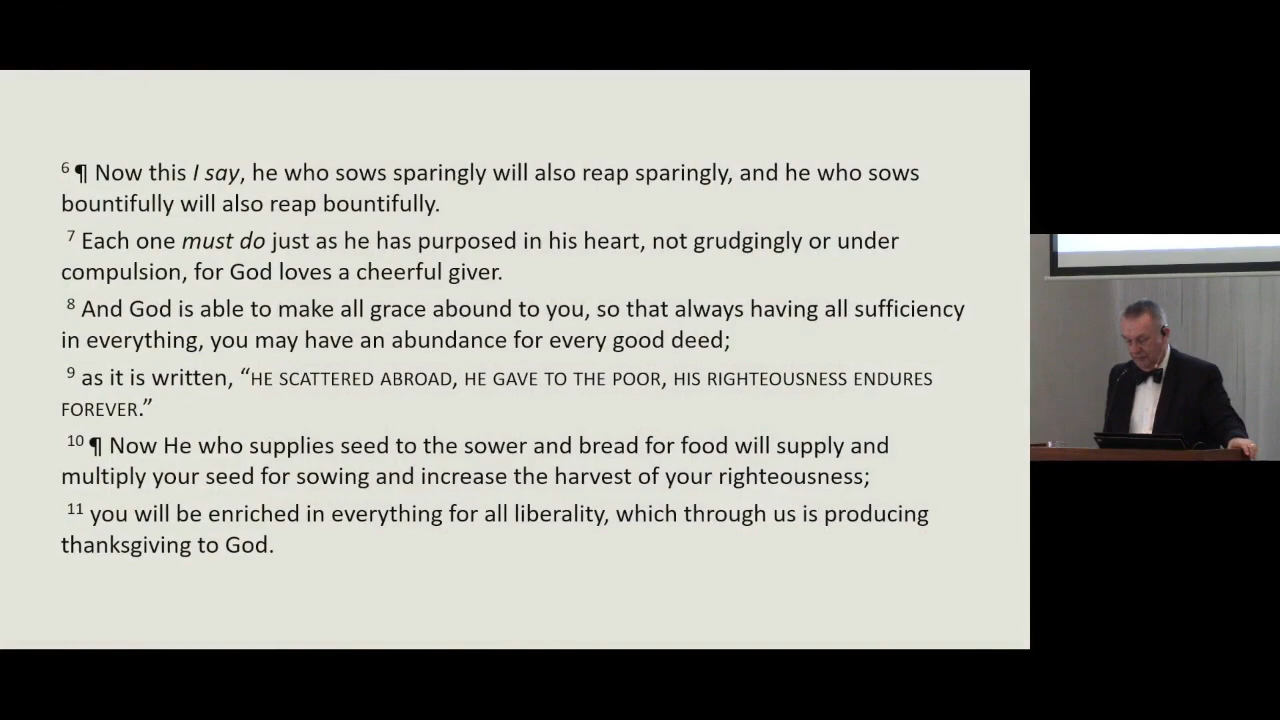 6 ¶ Now this I say, he who sows sparingly will also reap sparingly, and he who sows
bountifully will also reap bountifully.
7 Each one must do just as he has purposed in his heart, not grudgingly or under
compulsion, for God loves a cheerful giver.
8 And God is able to make all grace abound to you, so that always having all sufficiency
in everything, you may have an abundance for every good deed;
9 as it is written, “HE SCATTERED ABROAD, HE GAVE TO THE POOR, HIS RIGHTEOUSNESS ENDURES
FOREVER.”
10 ¶ Now He who supplies seed to the sower and bread for food will supply and
multiply your seed for sowing and increase the harvest of your righteousness;
11 you will be enriched in everything for all liberality, which through us is producing
thanksgiving to God.